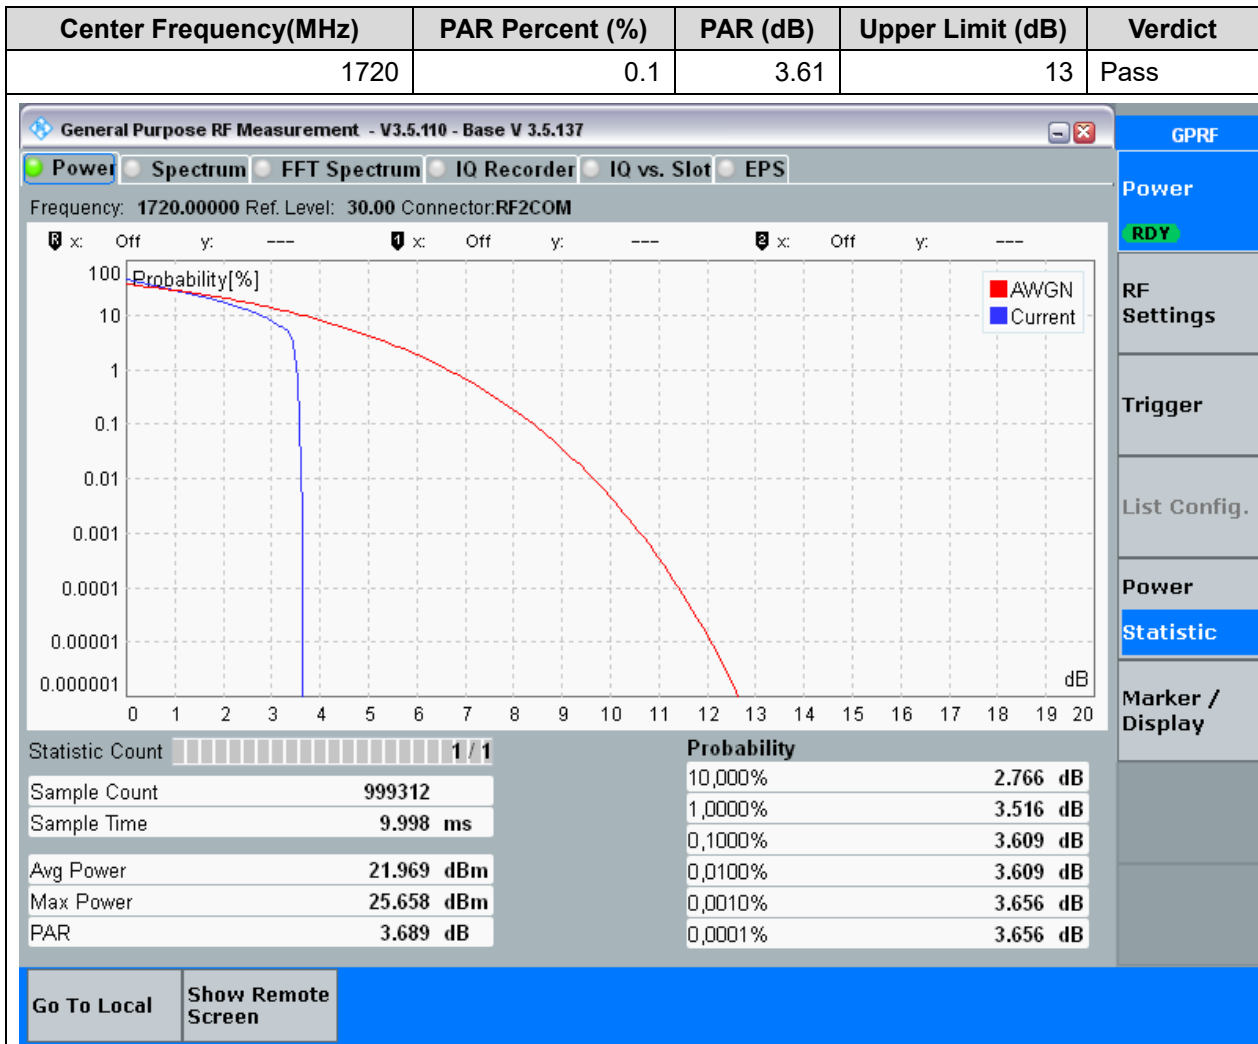 Center Frequency(MHz) PAR Percent (%) PAR (dB) Upper Limit (dB) Verdict
1720 0.1 3.61 13 Pass
General Purpose RF Measurement - V3.5.110 - Base V 3.5.137
GPRF
Power Spectrum FFT Spectrum IQ Recorder IQ vs. Slot EPS
Frequency: 1720.00000 Ref. Level: 30.00 Connector:RF2COM
R x: Off y: --- 1 x: Off y: --- 2 x: Off y: ---
Probability[%]
100
10
1
0.1
0.01
0.001
0.0001
0.00001
0.000001
AWGN
Current
dB
0 1 2 3 4 5 6 7 8 9 10 11 12 13 14 15 16 17 18 19 20
Power
RDY
RF
Settings
Trigger
List Config.
Power
Statistic
Marker /
Display
Statistic Count 1 / 1
Sample Count 999312
Sample Time 9.998 ms
Avg Power 21.969 dBm
Max Power 25.658 dBm
PAR 3.689 dB
Probability
10,000% 2.766 dB
1,0000% 3.516 dB
0,1000% 3.609 dB
0,0100% 3.609 dB
0,0010% 3.656 dB
0,0001% 3.656 dB
Go To Local
Show Remote
Screen